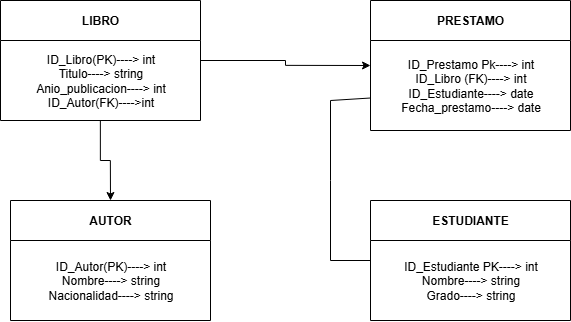 LIBRO
ID_Libro(PK)----> int
Titulo----> string
Anio_publicacion----> int
ID_Autor(FK)---->int
PRESTAMO
ID_Prestamo Pk----> int
ID_Libro (FK)----> int
ID_Estudiante----> date
Fecha_prestamo----> date
AUTOR
ID_Autor(PK)----> int
Nombre----> string
Nacionalidad----> string
ESTUDIANTE
ID_Estudiante PK----> int
Nombre----> string
Grado----> string